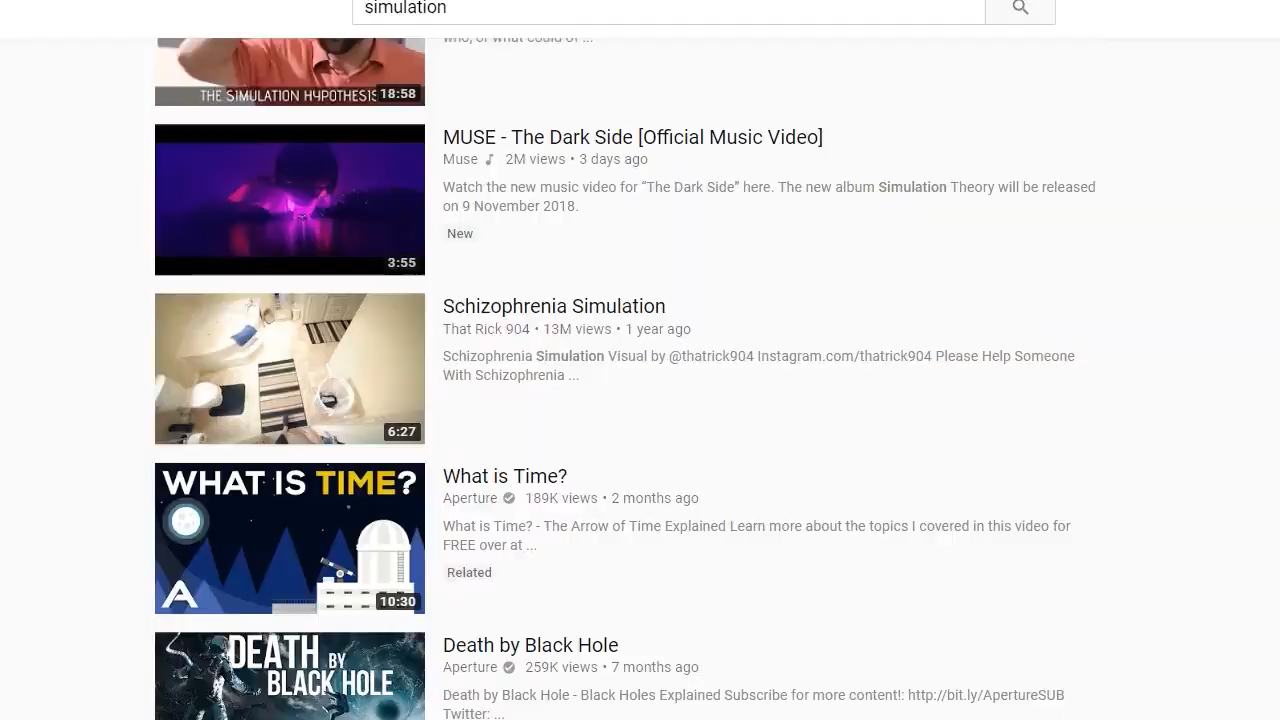 simulation
who, or what could of ...
THE SIMULATION HYPOTHESIS
18:58
MUSE - The Dark Side [Official Music Video]
Muse 2M views • 3 days ago
Watch the new music video for “The Dark Side” here. The new album Simulation Theory will be released
on 9 November 2018.
New
3:55
Schizophrenia Simulation
That Rick 904 • 13M views • 1 year ago
Schizophrenia Simulation Visual by @thatrick904 Instagram.com/thatrick904 Please Help Someone
With Schizophrenia ...
6:27
WHAT IS TIME?
A
10:30
What is Time?
Aperture 189K views • 2 months ago
What is Time? - The Arrow of Time Explained Learn more about the topics I covered in this video for
FREE over at ...
Related
DEATH BY
BLACK HOLE
Death by Black Hole
Aperture 259K views • 7 months ago
Death by Black Hole - Black Holes Explained Subscribe for more content!: http://bit.ly/ApertureSUB
Twitter: ...